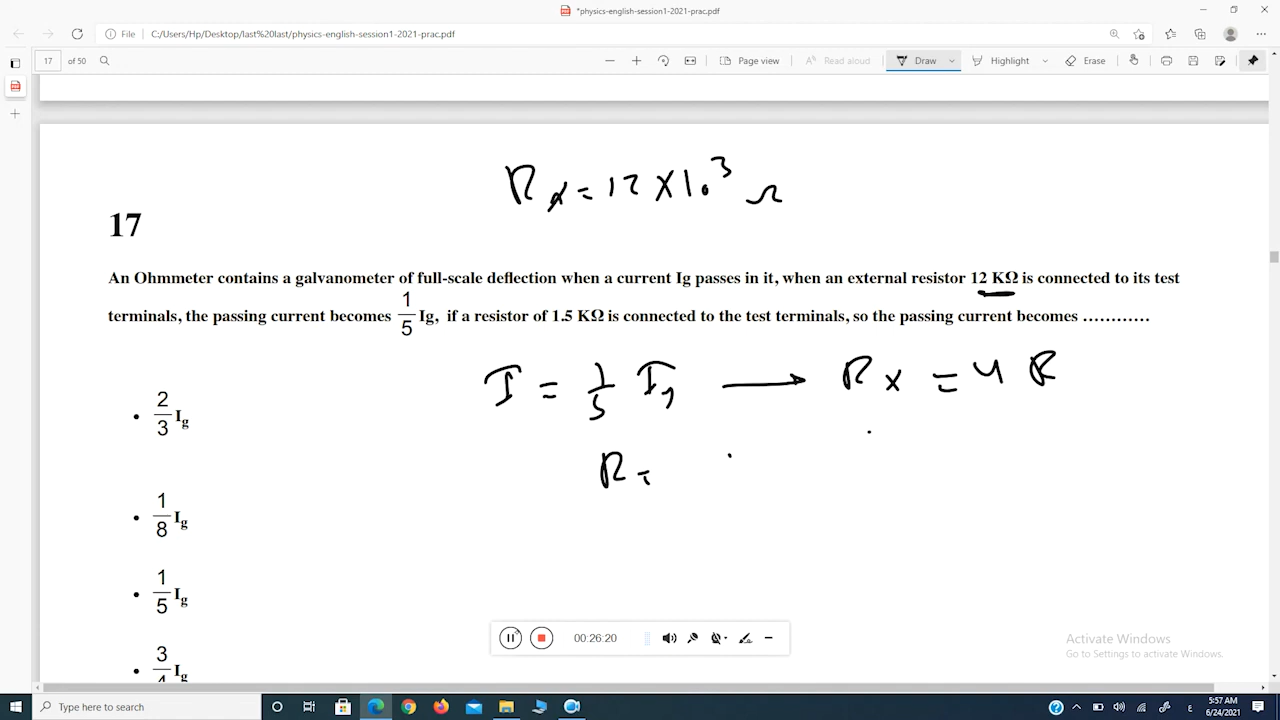 *physics-english-session1-2021-prac.pdf
File | C:/Users/Hp/Desktop/last%20last/physics-english-session1-2021-prac.pdf
17 of 50
Page view
Read aloud
Draw
Highlight
Erase
Rx = 12 × 10³ Ω
17
An Ohmmeter contains a galvanometer of full-scale deflection when a current Ig passes in it, when an external resistor 12 KΩ is connected to its test
terminals, the passing current becomes 1/5 Ig, if a resistor of 1.5 KΩ is connected to the test terminals, so the passing current becomes …………
I = 1/5 Ig → Rx = 4 R
R =
• 2/3 Ig
• 1/8 Ig
• 1/5 Ig
• 3/4 Ig
00:26:20
Activate Windows
Go to Settings to activate Windows.
Type here to search
E
5:57 AM
6/24/2021